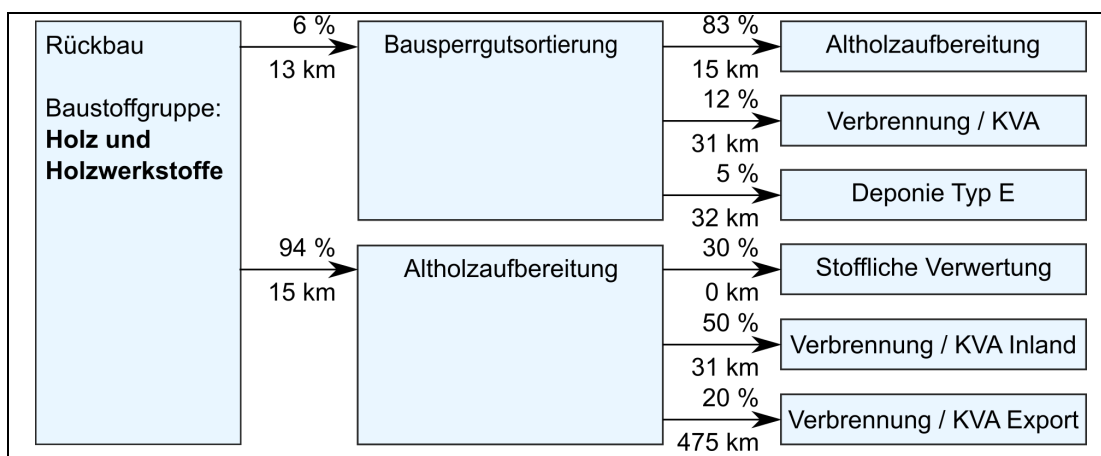 Rückbau
Baustoffgruppe:
Holz und
Holzwerkstoffe
6 %
13 km
Bausperrgutsortierung
83 %
15 km
Altholzaufbereitung
12 %
31 km
Verbrennung / KVA
5 %
32 km
Deponie Typ E
94 %
15 km
Altholzaufbereitung
30 %
0 km
Stoffliche Verwertung
50 %
31 km
Verbrennung / KVA Inland
20 %
475 km
Verbrennung / KVA Export